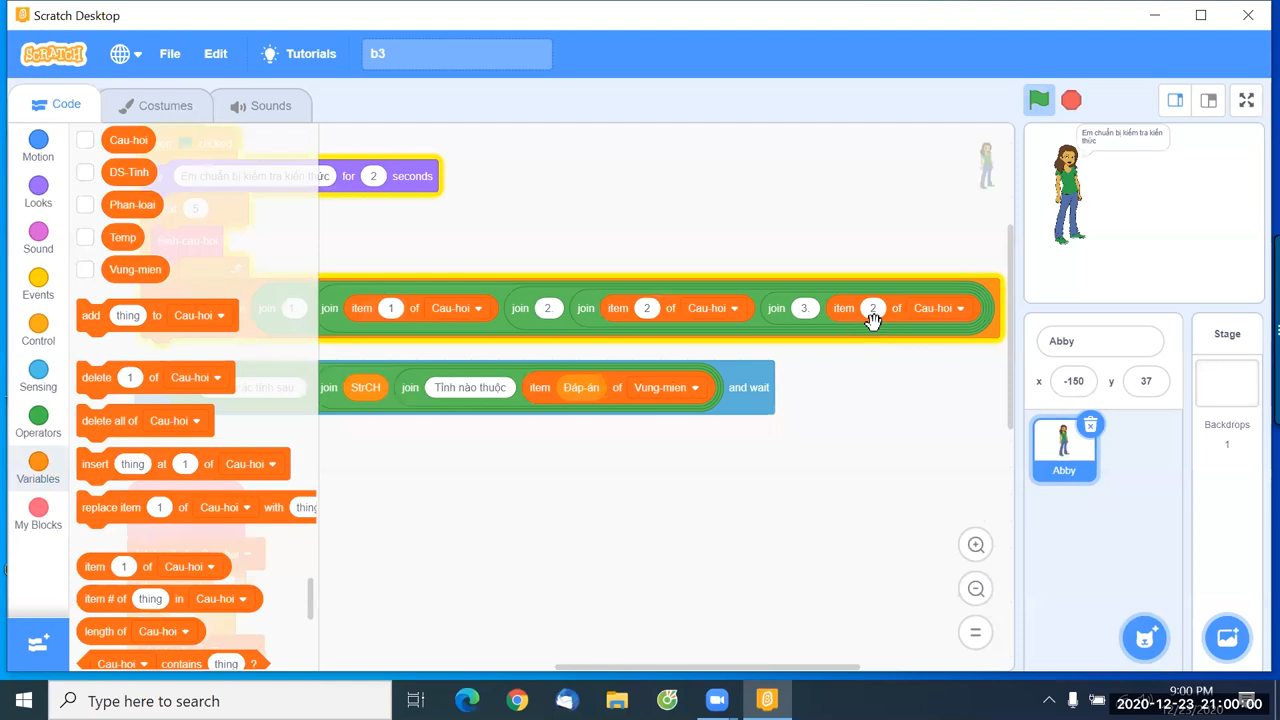 Scratch Desktop
SCRATCH
File
Edit
Tutorials
b3
Code
Costumes
Sounds
Motion
Looks
Sound
Events
Control
Sensing
Operators
Variables
My Blocks
Cau-hoi
DS-Tinh
Phan-loai
Temp
Vung-mien
add thing to Cau-hoi
delete 1 of Cau-hoi
delete all of Cau-hoi
insert thing at 1 of Cau-hoi
replace item 1 of Cau-hoi with thing
item 1 of Cau-hoi
item # of thing in Cau-hoi
length of Cau-hoi
Cau-hoi contains thing ?
Em chuẩn bị kiểm tra kiến thức for 2 seconds
5
join 1. join item 1 of Cau-hoi join 2. join item 2 of Cau-hoi join 3. item 2 of Cau-hoi
join StrCH join Tỉnh nào thuộc item Đáp-án of Vung-mien and wait
Em chuẩn bị kiểm tra kiến
thức
Abby
x -150 y 37
Abby
Stage
Backdrops
1
Type here to search
9:00 PM
2020-12-23 21:00:00